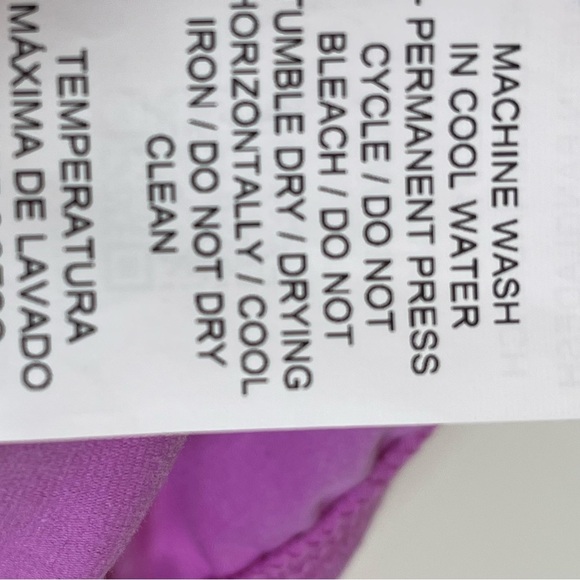 MACHINE WASH
IN COOL WATER
- PERMANENT PRESS
CYCLE / DO NOT
BLEACH / DO NOT
TUMBLE DRY / DRYING
HORIZONTALLY / COOL
IRON / DO NOT DRY
CLEAN
TEMPERATURA
MÁXIMA DE LAVADO